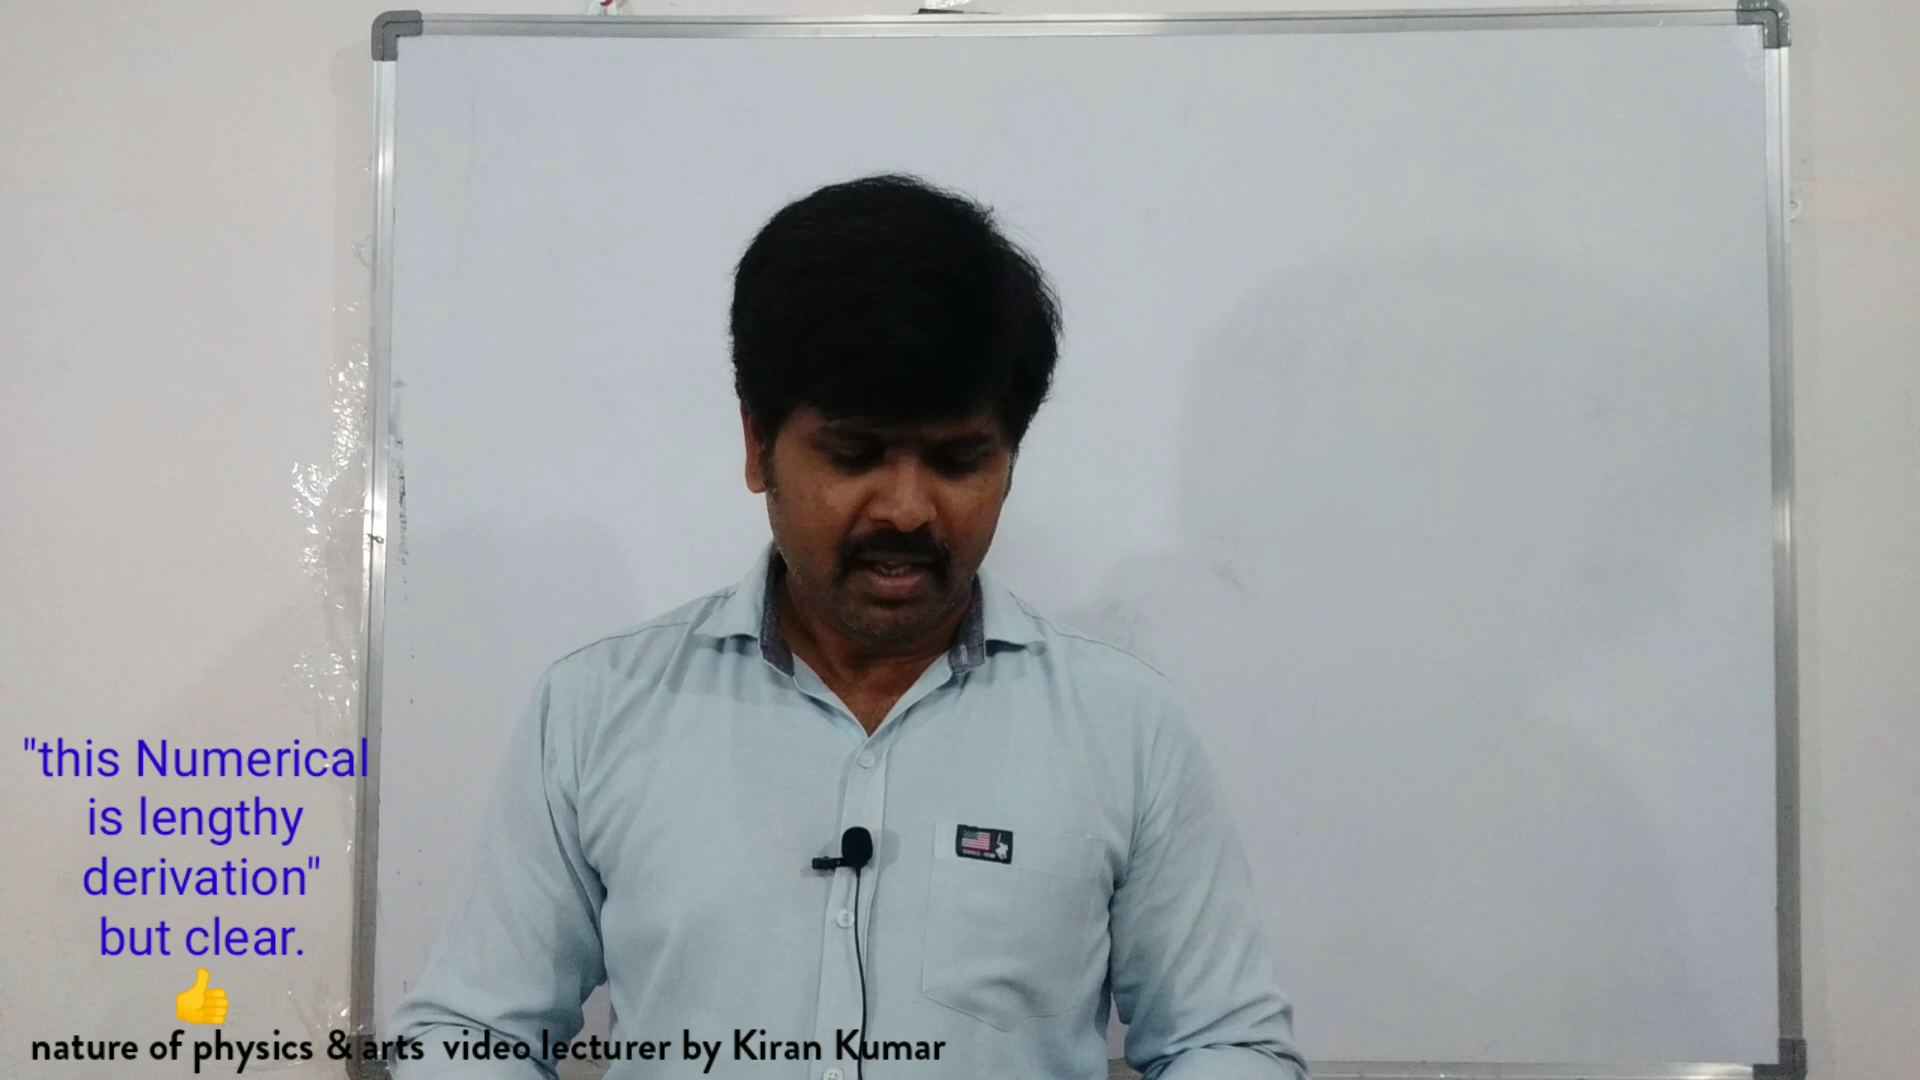 "this Numerical
is lengthy
derivation"
but clear.
👍
nature of physics & arts video lecturer by Kiran Kumar